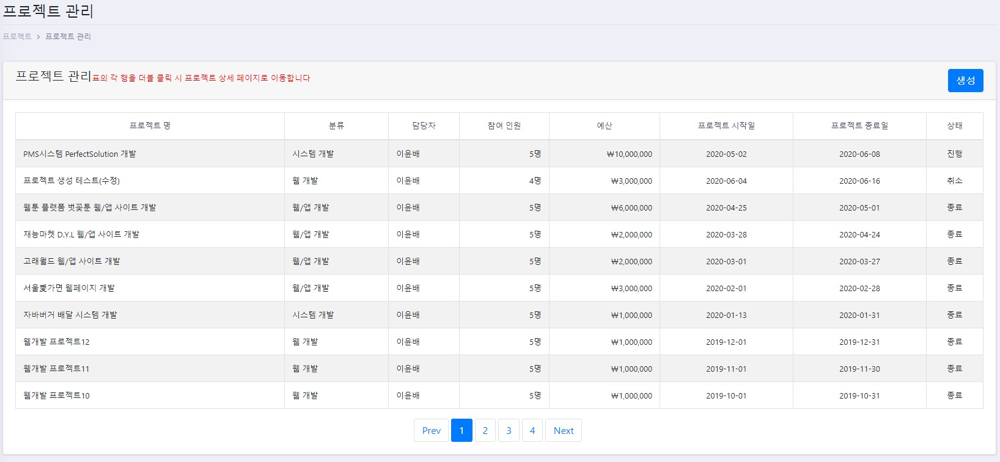 프로젝트 관리
프로젝트 > 프로젝트 관리
프로젝트 관리표의 각 행을 더블 클릭 시 프로젝트 상세 페이지로 이동합니다 생성
프로젝트 명 분류 담당자 참여 인원 예산 프로젝트 시작일 프로젝트 종료일 상태
PMS시스템 PerfectSolution 개발 시스템 개발 이윤배 5명 ₩10,000,000 2020-05-02 2020-06-08 진행
프로젝트 생성 테스트(수정) 웹 개발 이윤배 4명 ₩3,000,000 2020-06-04 2020-06-16 취소
웹툰 플랫폼 벗꽃툰 웹/앱 사이트 개발 웹/앱 개발 이윤배 5명 ₩6,000,000 2020-04-25 2020-05-01 종료
재능마켓 D.Y.L 웹/앱 사이트 개발 웹/앱 개발 이윤배 5명 ₩2,000,000 2020-03-28 2020-04-24 종료
고래월드 웹/앱 사이트 개발 웹/앱 개발 이윤배 5명 ₩2,000,000 2020-03-01 2020-03-27 종료
서울愛가면 웹페이지 개발 웹/앱 개발 이윤배 5명 ₩3,000,000 2020-02-01 2020-02-28 종료
자바버거 배달 시스템 개발 시스템 개발 이윤배 5명 ₩1,000,000 2020-01-13 2020-01-31 종료
웹개발 프로젝트12 웹 개발 이윤배 5명 ₩1,000,000 2019-12-01 2019-12-31 종료
웹개발 프로젝트11 웹 개발 이윤배 5명 ₩1,000,000 2019-11-01 2019-11-30 종료
웹개발 프로젝트10 웹 개발 이윤배 5명 ₩1,000,000 2019-10-01 2019-10-31 종료
Prev 1 2 3 4 Next